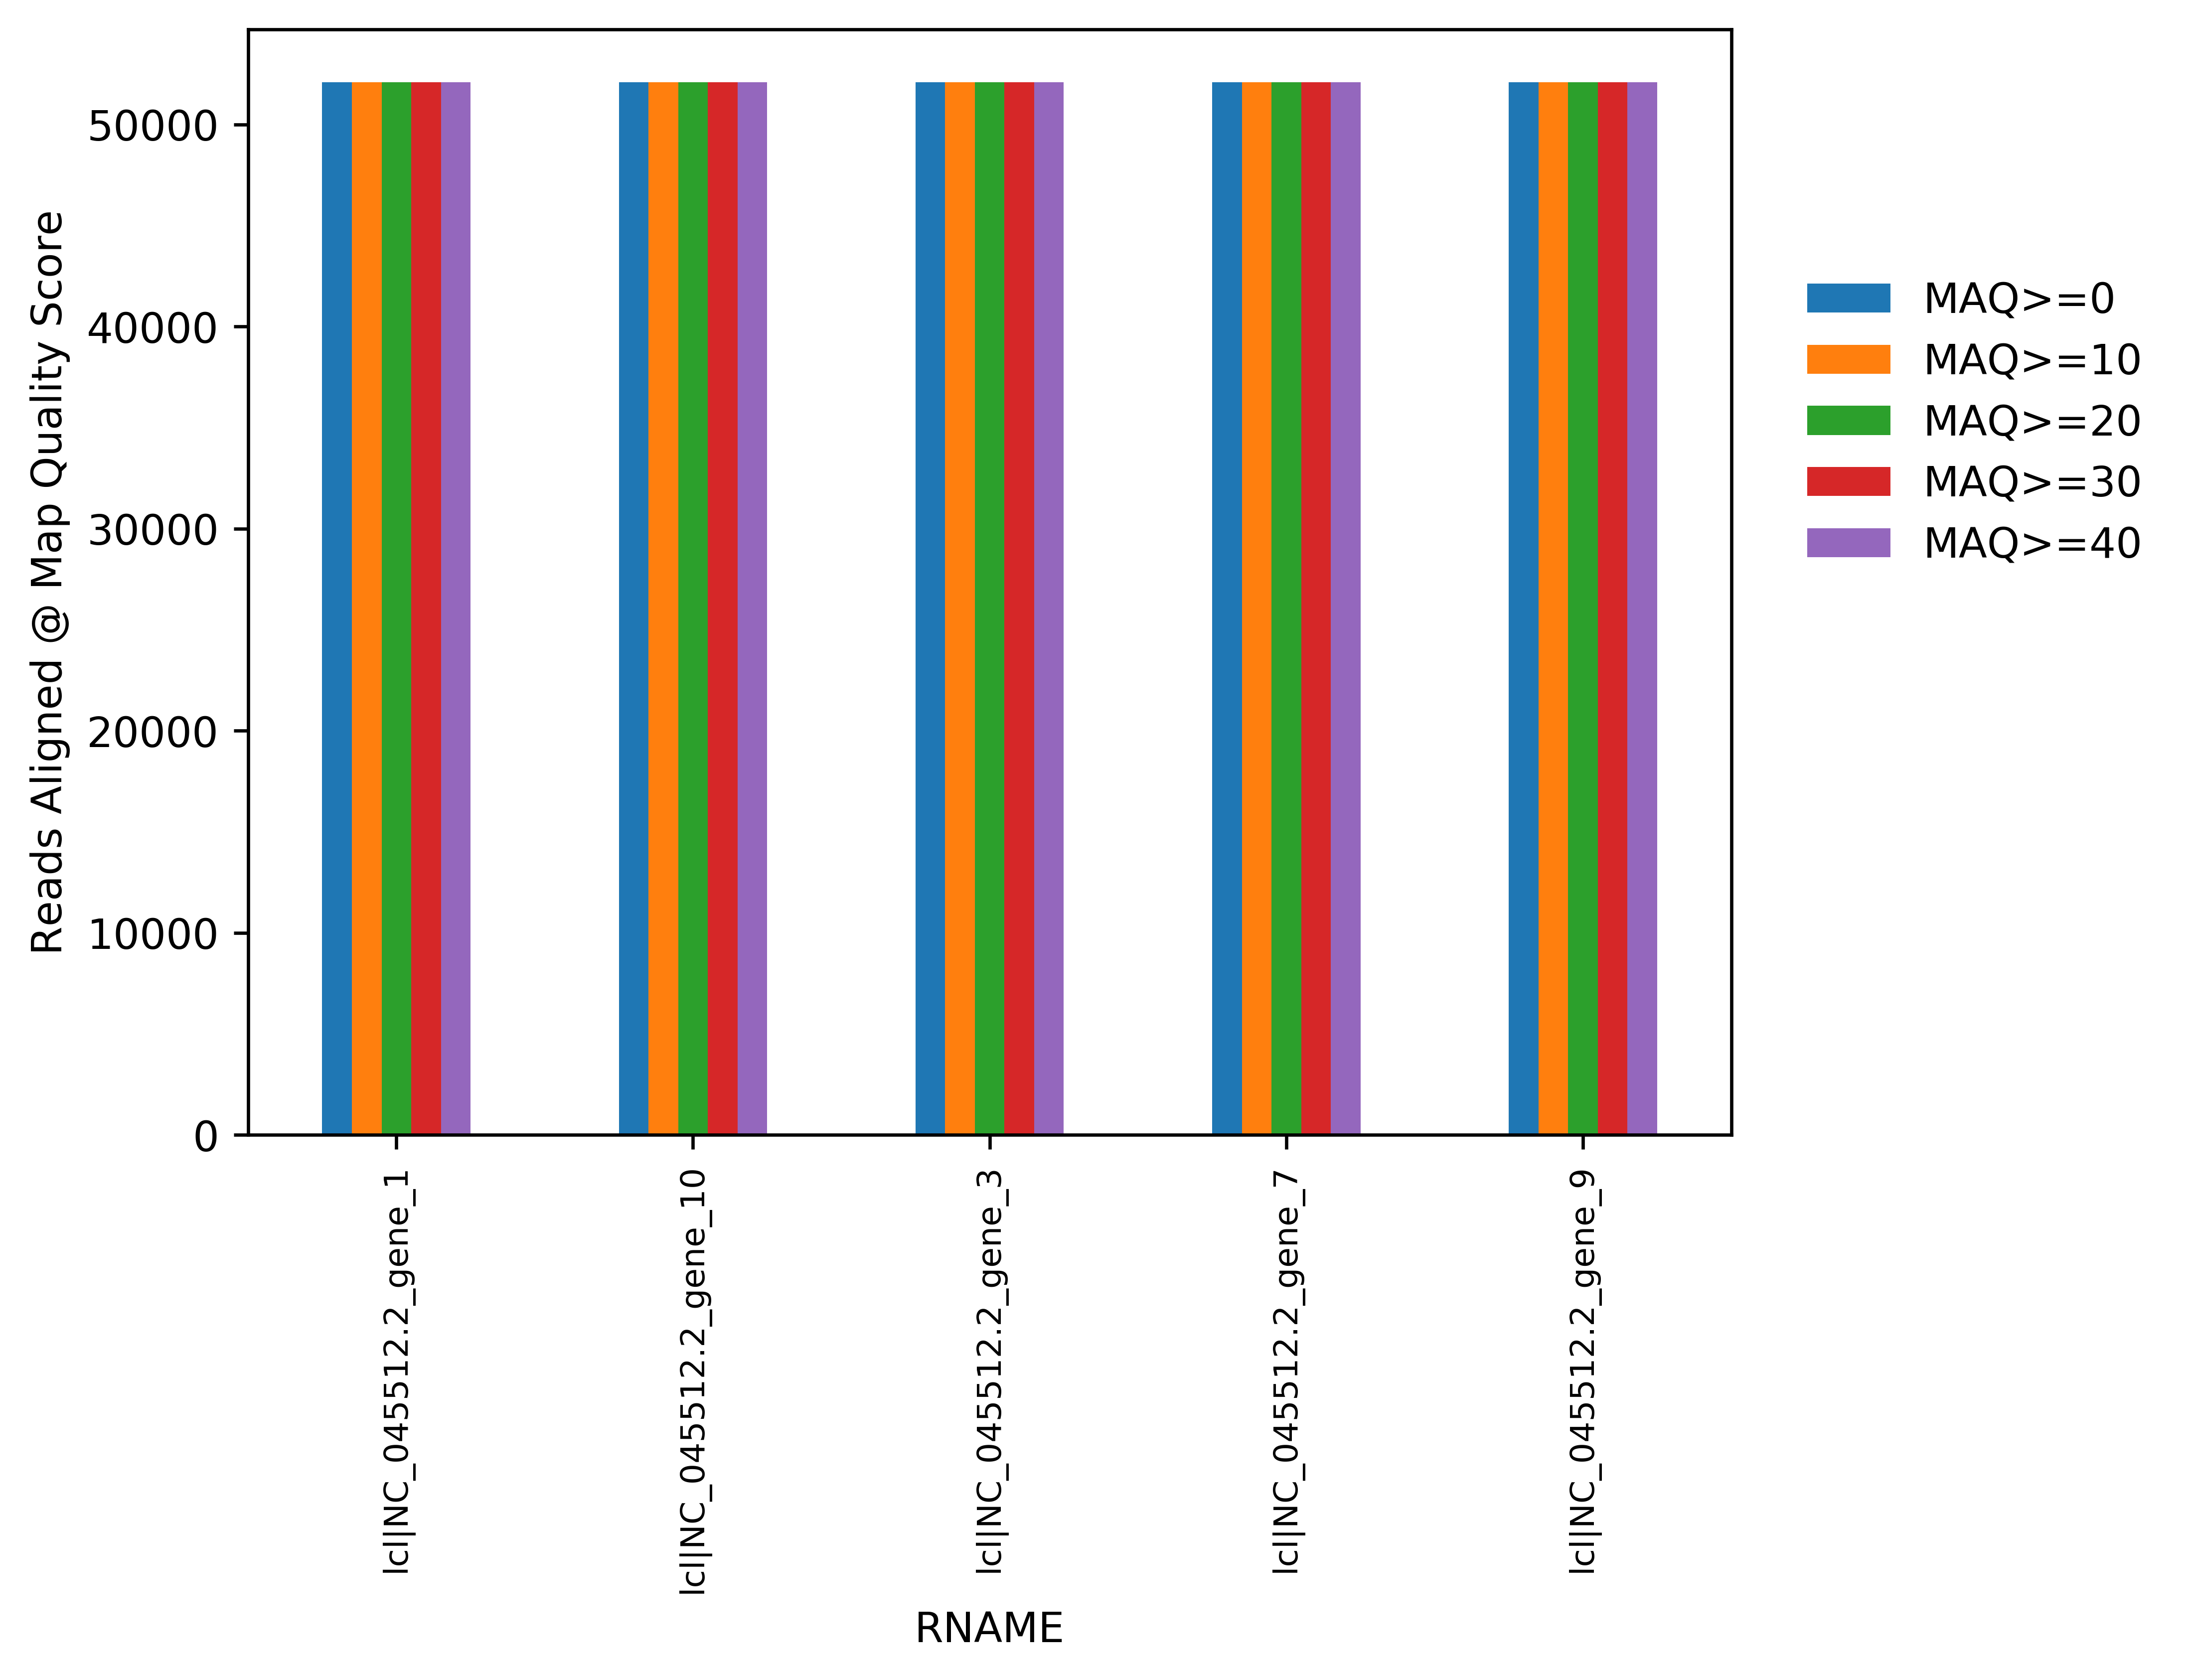 Reads Aligned @ Map Quality Score
50000
40000
30000
20000
10000
0
MAQ>=0
MAQ>=10
MAQ>=20
MAQ>=30
MAQ>=40
lcl|NC_045512.2_gene_1
lcl|NC_045512.2_gene_10
lcl|NC_045512.2_gene_3
lcl|NC_045512.2_gene_7
lcl|NC_045512.2_gene_9
RNAME